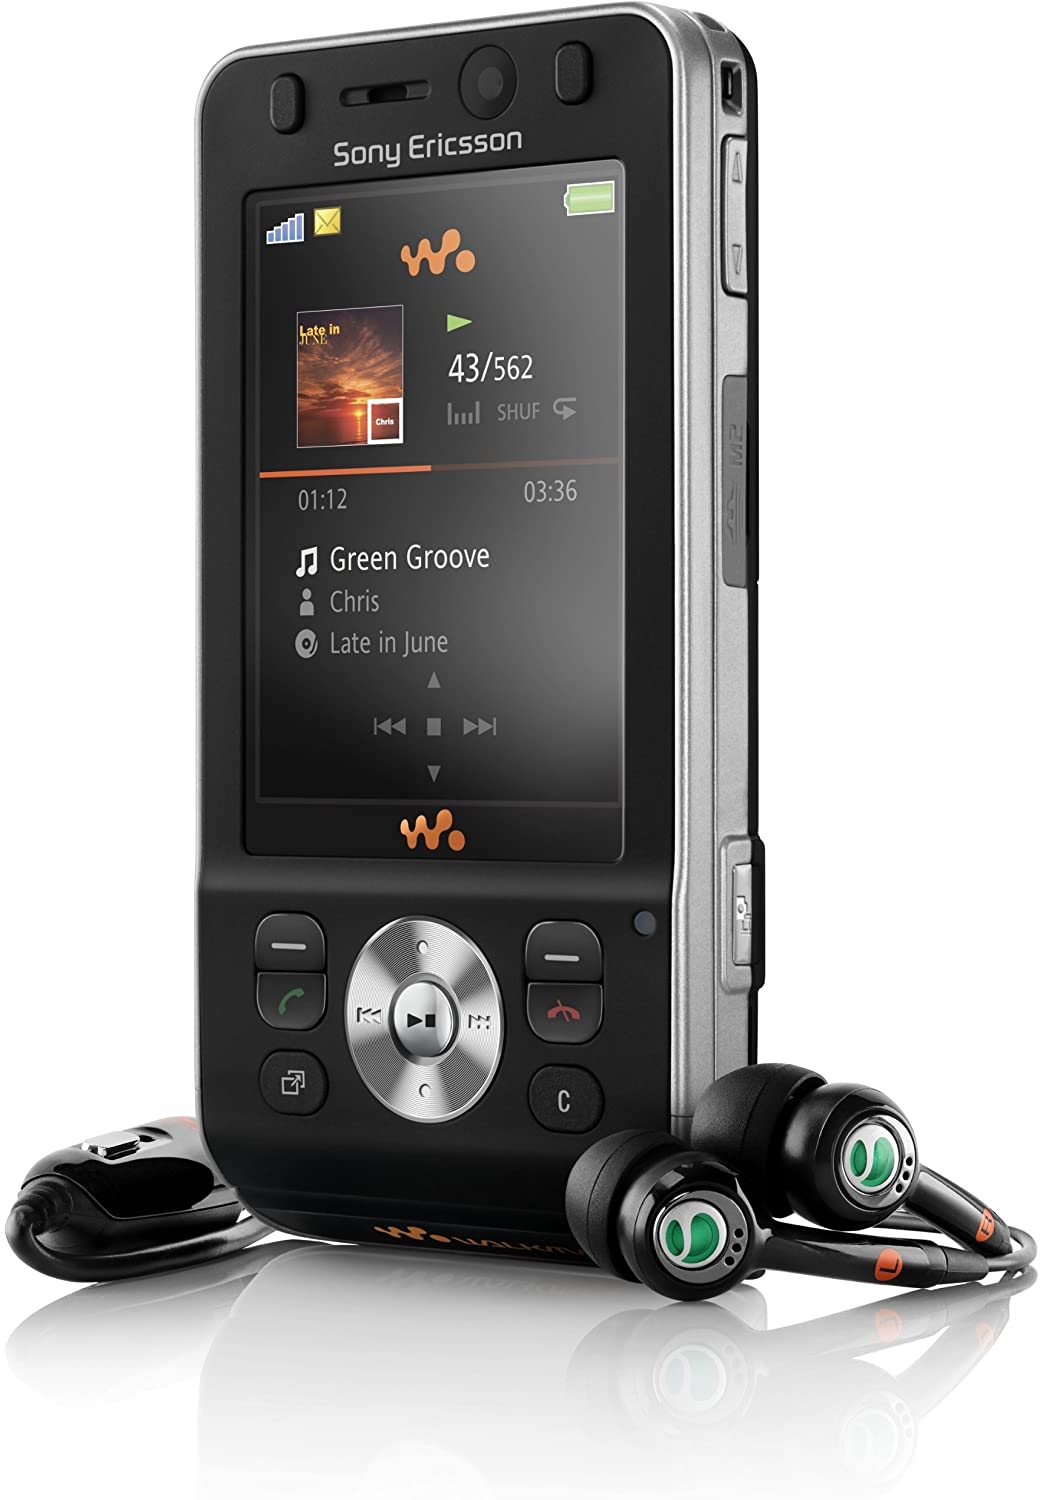 Sony Ericsson
Late in
JUNE
Chris
43/562
SHUF
01:12
03:36
Green Groove
Chris
Late in June
M2
C
L
R